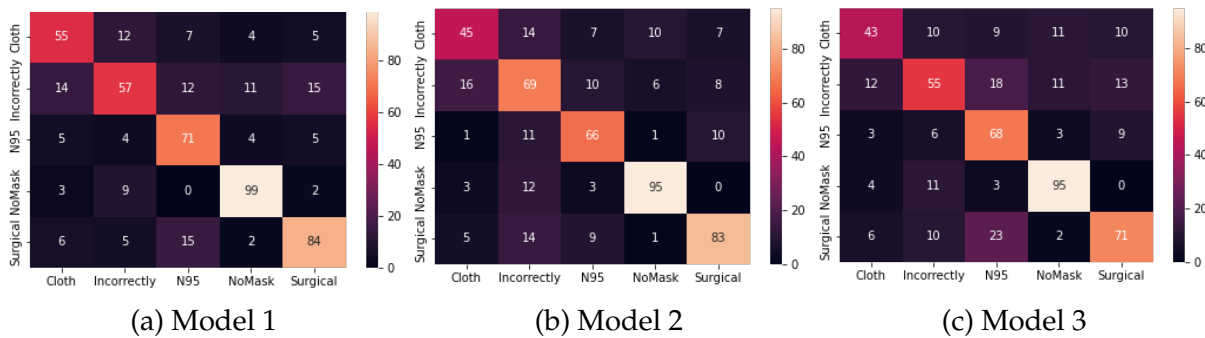 Cloth 55 12 7 4 5
Incorrectly 14 57 12 11 15
N95 5 4 71 4 5
NoMask 3 9 0 99 2
Surgical 6 5 15 2 84
Cloth Incorrectly N95 NoMask Surgical
80
60
40
20
0
(a) Model 1
Cloth 45 14 7 10 7
Incorrectly 16 69 10 6 8
N95 1 11 66 1 10
NoMask 3 12 3 95 0
Surgical 5 14 9 1 83
Cloth Incorrectly N95 NoMask Surgical
80
60
40
20
0
(b) Model 2
Cloth 43 10 9 11 10
Incorrectly 12 55 18 11 13
N95 3 6 68 3 9
NoMask 4 11 3 95 0
Surgical 6 10 23 2 71
Cloth Incorrectly N95 NoMask Surgical
80
60
40
20
0
(c) Model 3